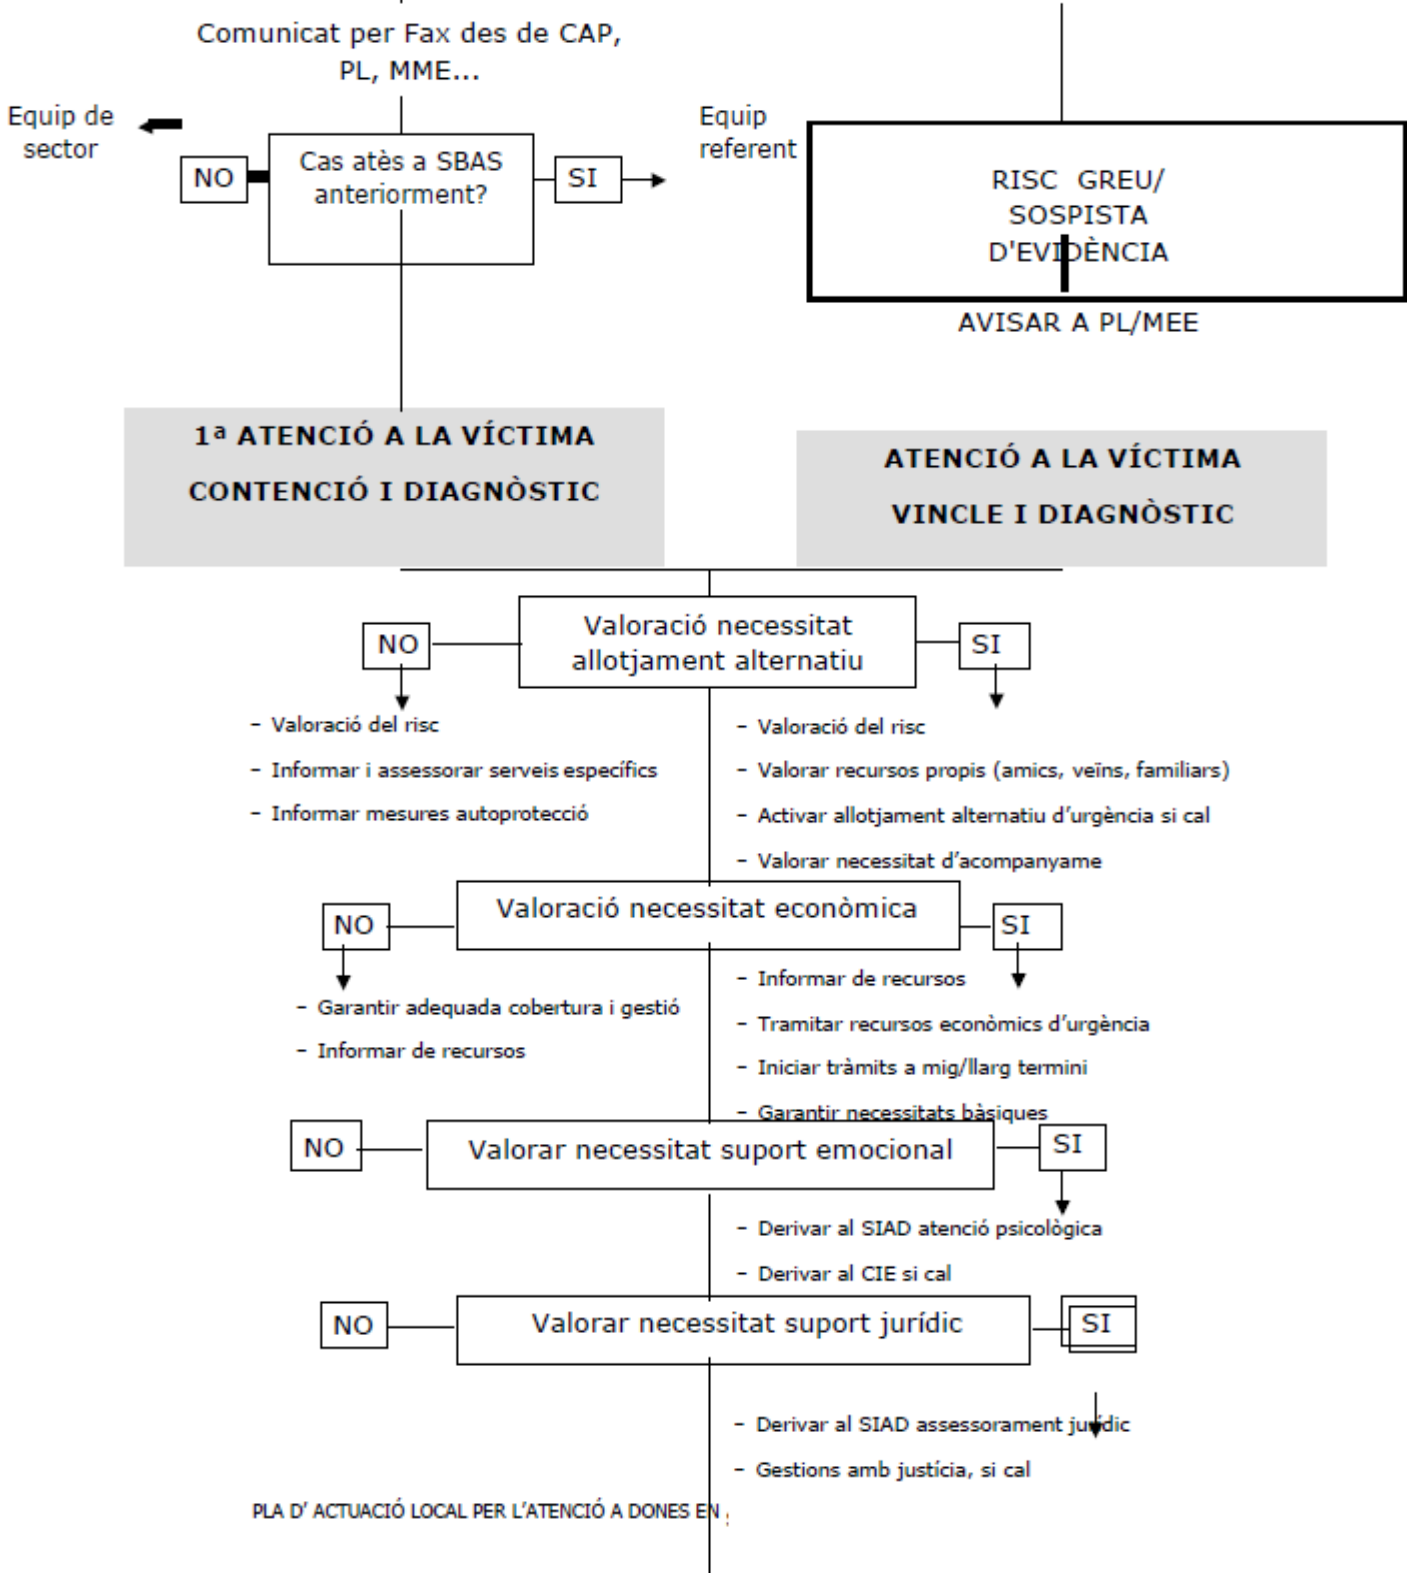 Comunicat per Fax des de CAP,
PL, MME...
Equip de
sector
NO
Cas atès a SBAS
anteriorment?
SI
Equip
referent
RISC GREU/
SOSPISTA
D'EVIDÈNCIA
AVISAR A PL/MEE
1ª ATENCIÓ A LA VÍCTIMA
CONTENCIÓ I DIAGNÒSTIC
ATENCIÓ A LA VÍCTIMA
VINCLE I DIAGNÒSTIC
NO
Valoració necessitat
allotjament alternatiu
SI
- Valoració del risc
- Informar i assessorar serveis específics
- Informar mesures autoprotecció
- Valoració del risc
- Valorar recursos propis (amics, veïns, familiars)
- Activar allotjament alternatiu d'urgència si cal
- Valorar necessitat d'acompanyame
NO
Valoració necessitat econòmica
SI
- Garantir adequada cobertura i gestió
- Informar de recursos
- Informar de recursos
- Tramitar recursos econòmics d'urgència
- Iniciar tràmits a mig/llarg termini
- Garantir necessitats bàsiques
NO
Valorar necessitat suport emocional
SI
- Derivar al SIAD atenció psicològica
- Derivar al CIE si cal
NO
Valorar necessitat suport jurídic
SI
- Derivar al SIAD assessorament jurídic
- Gestions amb justícia, si cal
PLA D' ACTUACIÓ LOCAL PER L'ATENCIÓ A DONES EN